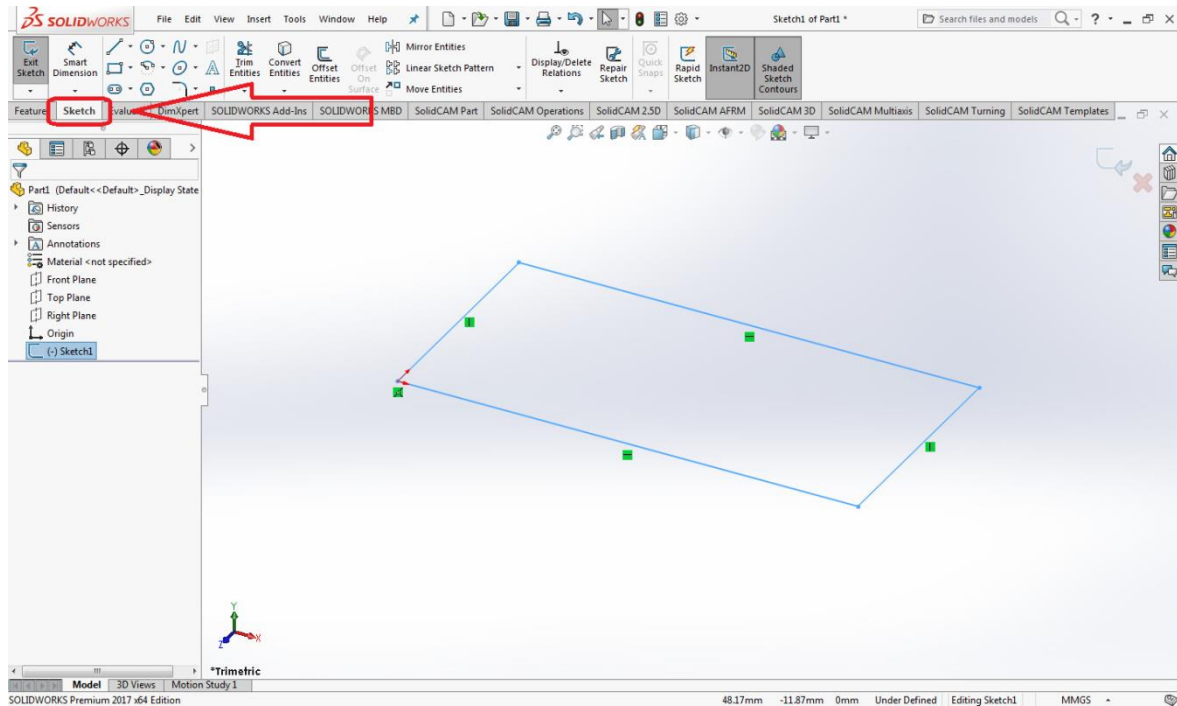 SOLIDWORKS File Edit View Insert Tools Window Help Sketch1 of Part1 * Search files and models ?
Exit Sketch
Smart Dimension
Trim Entities
Convert Entities
Offset Entities
Offset On Surface
Mirror Entities
Linear Sketch Pattern
Move Entities
Display/Delete Relations
Repair Sketch
Quick Snaps
Rapid Sketch
Instant2D
Shaded Sketch Contours
Sketch DimXpert SOLIDWORKS Add-Ins SOLIDWORKS MBD SolidCAM Part SolidCAM Operations SolidCAM 2.5D SolidCAM AFRM SolidCAM 3D SolidCAM Multiaxis SolidCAM Turning SolidCAM Templates
Part1 (Default<<Default>_Display State
History
Sensors
Annotations
Material <not specified>
Front Plane
Top Plane
Right Plane
Origin
(-) Sketch1
Y
X
Z
*Trimetric
Model 3D Views Motion Study 1
SOLIDWORKS Premium 2017 x64 Edition 48.17mm -11.87mm 0mm Under Defined Editing Sketch1 MMGS